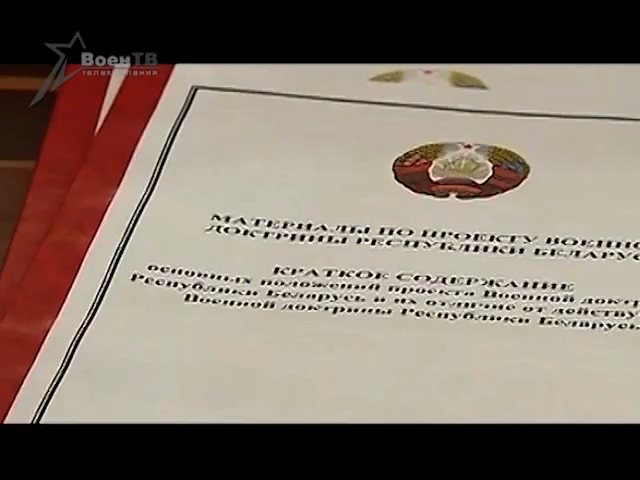 ВоенТВ
телекомпания
МАТЕРИАЛЫ ПО ПРОЕКТУ
ДОКТРИНЫ РЕСПУБЛИКИ
КРАТКОЕ СОДЕРЖАНИЕ
основных положений проекта Военной
Республики Беларусь и их отличие от
Военной доктрины Республики Беларусь